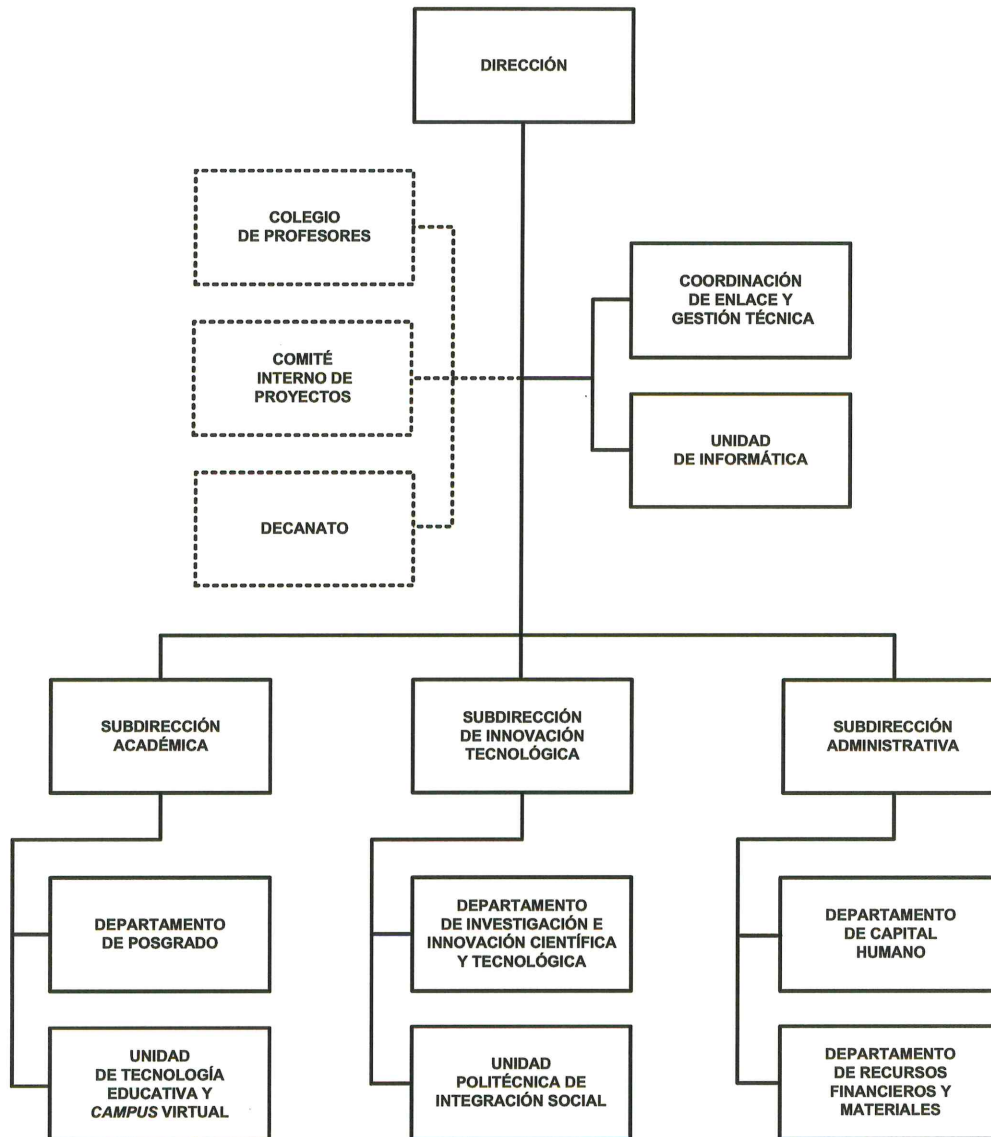 DIRECCIÓN
COLEGIO
DE PROFESORES
COORDINACIÓN
DE ENLACE Y
GESTIÓN TÉCNICA
COMITÉ
INTERNO DE
PROYECTOS
UNIDAD
DE INFORMÁTICA
DECANATO
SUBDIRECCIÓN
ACADÉMICA
SUBDIRECCIÓN
DE INNOVACIÓN
TECNOLÓGICA
SUBDIRECCIÓN
ADMINISTRATIVA
DEPARTAMENTO
DE POSGRADO
DEPARTAMENTO
DE INVESTIGACIÓN E
INNOVACIÓN CIENTÍFICA
Y TECNOLÓGICA
DEPARTAMENTO
DE CAPITAL
HUMANO
UNIDAD
DE TECNOLOGÍA
EDUCATIVA Y
CAMPUS VIRTUAL
UNIDAD
POLITÉCNICA DE
INTEGRACIÓN SOCIAL
DEPARTAMENTO
DE RECURSOS
FINANCIEROS Y
MATERIALES